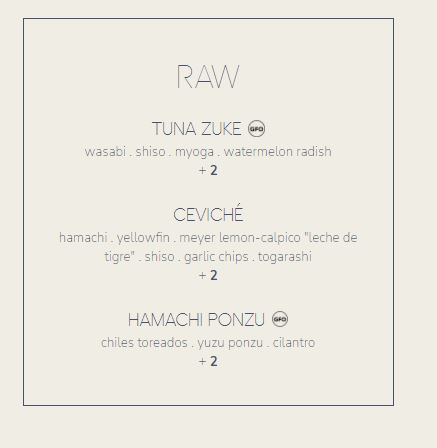 RAW
TUNA ZUKE GFO
wasabi . shiso . myoga . watermelon radish
+ 2
CEVICHÉ
hamachi . yellowfin . meyer lemon-calpico "leche de
tigre" . shiso . garlic chips . togarashi
+ 2
HAMACHI PONZU GFO
chiles toreados . yuzu ponzu . cilantro
+ 2